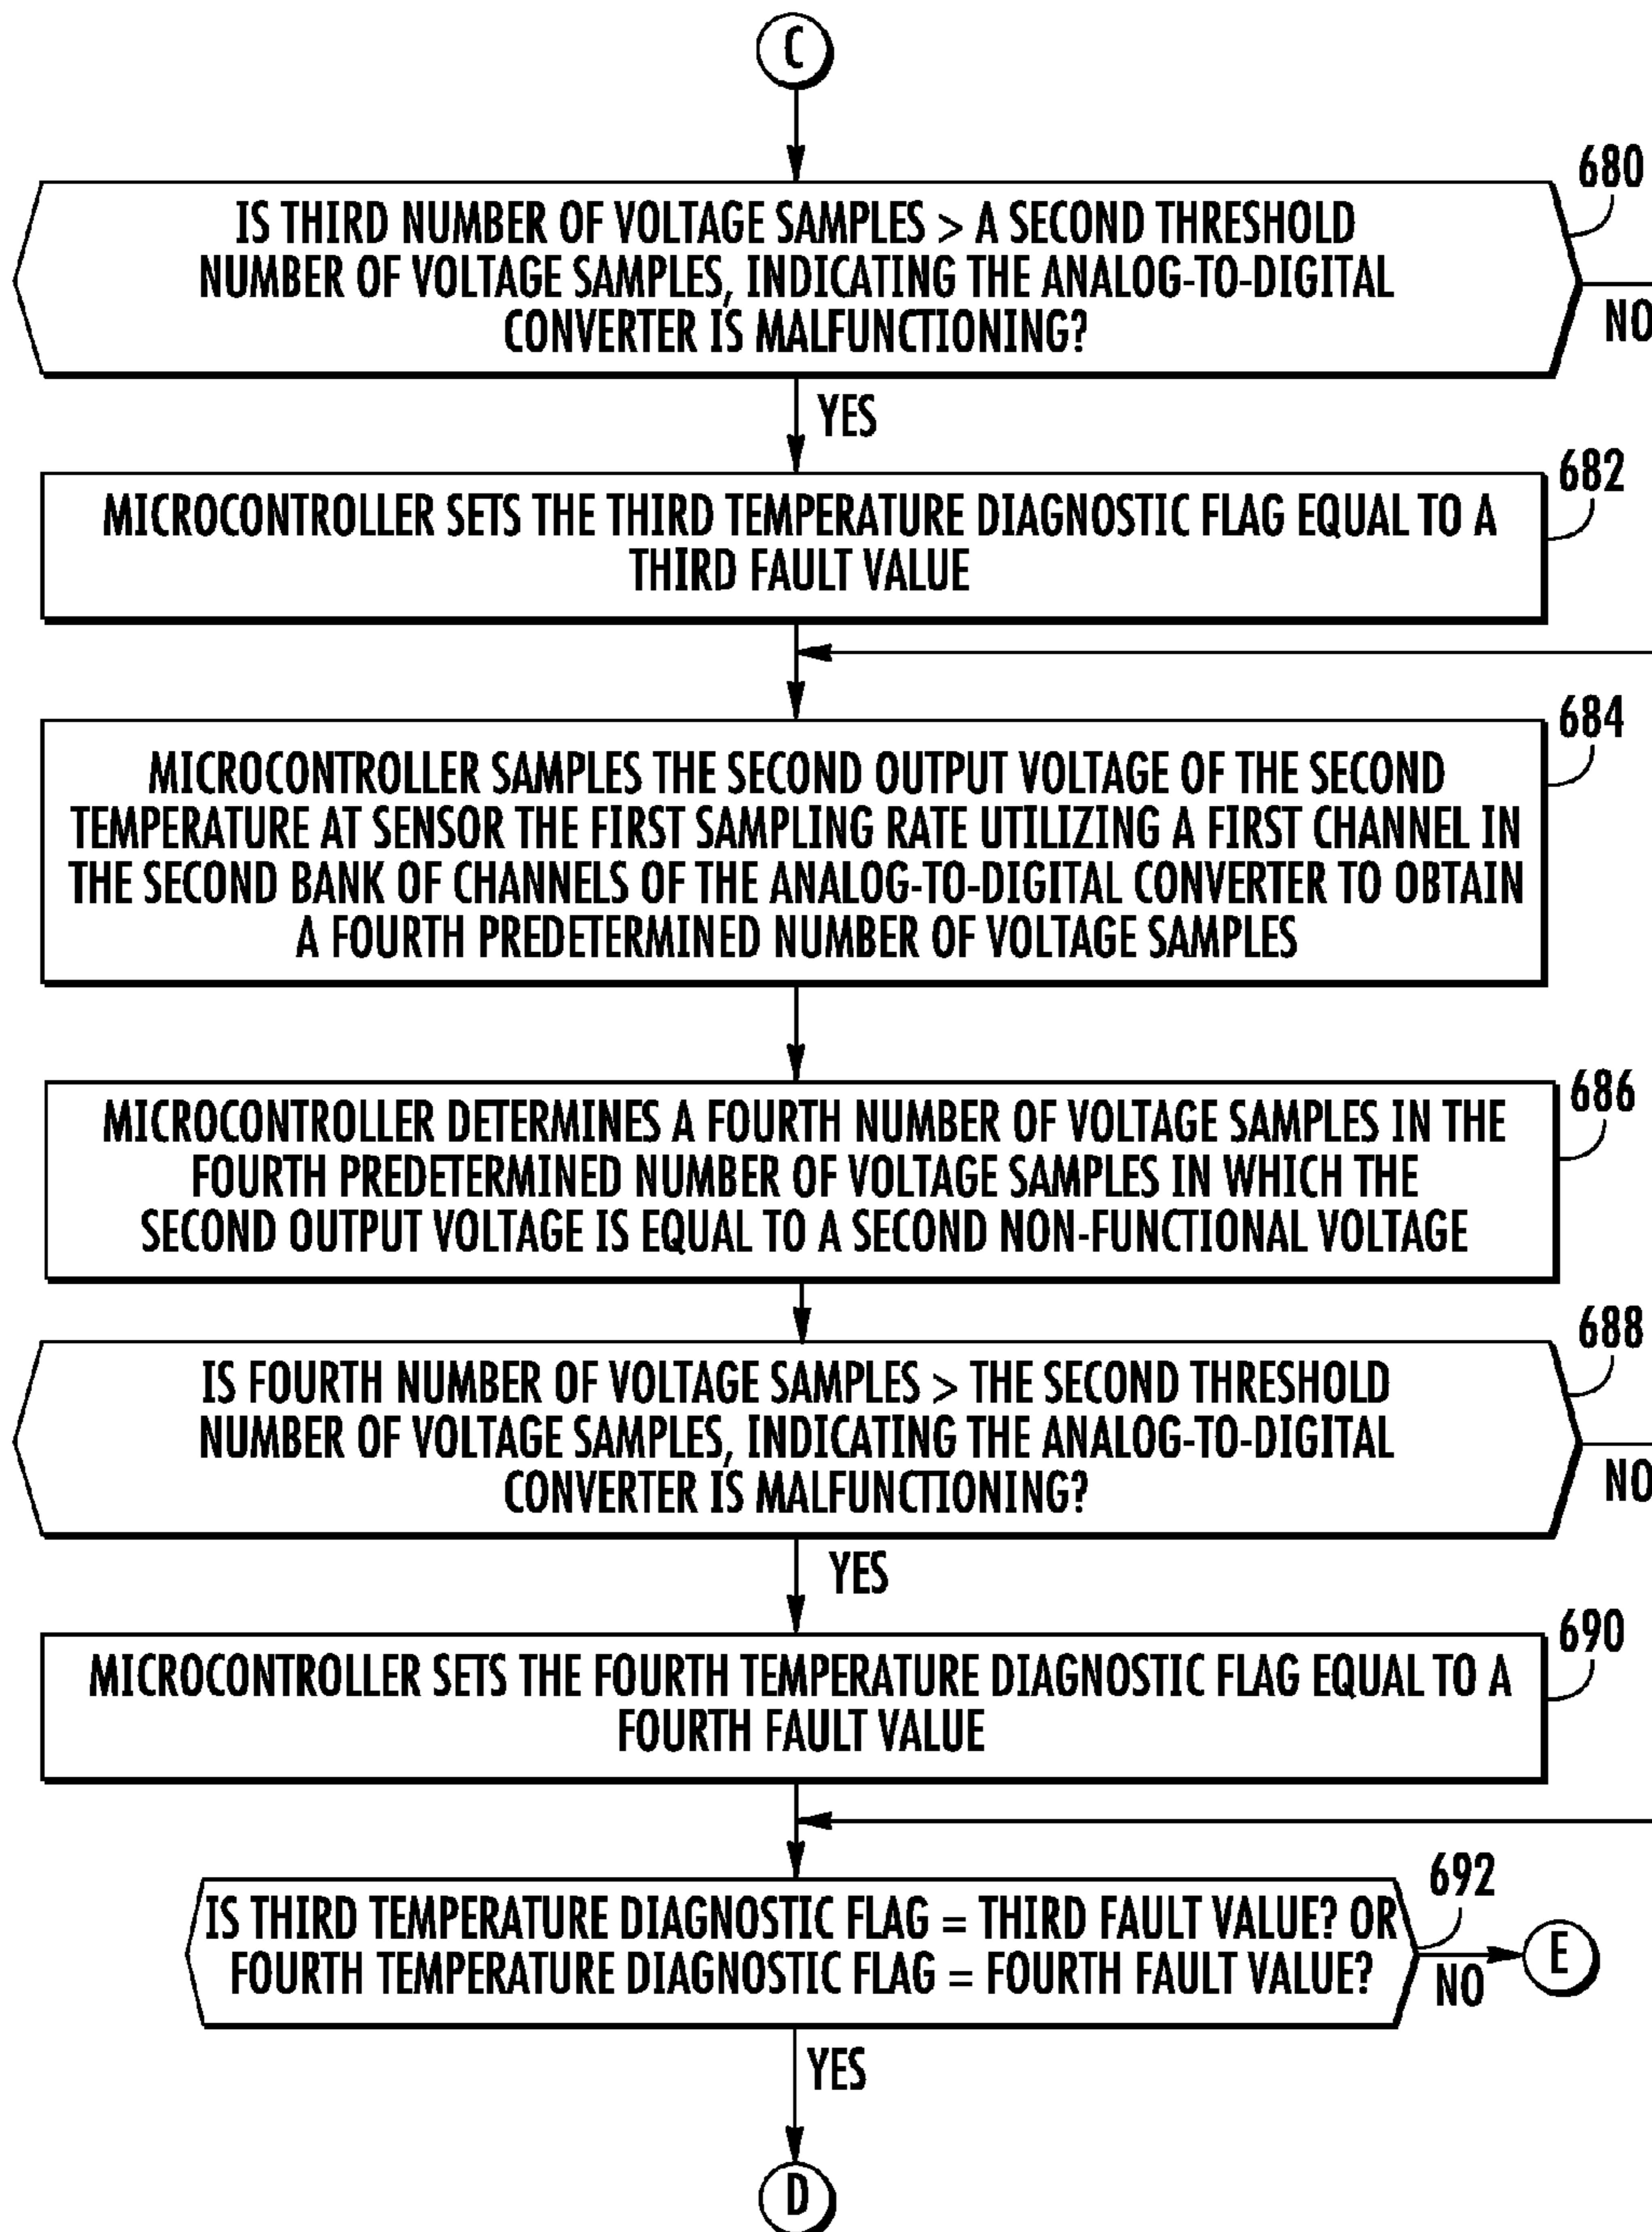 C
680
IS THIRD NUMBER OF VOLTAGE SAMPLES > A SECOND THRESHOLD
NUMBER OF VOLTAGE SAMPLES, INDICATING THE ANALOG-TO-DIGITAL
CONVERTER IS MALFUNCTIONING?
NO
YES
682
MICROCONTROLLER SETS THE THIRD TEMPERATURE DIAGNOSTIC FLAG EQUAL TO A
THIRD FAULT VALUE
684
MICROCONTROLLER SAMPLES THE SECOND OUTPUT VOLTAGE OF THE SECOND
TEMPERATURE AT SENSOR THE FIRST SAMPLING RATE UTILIZING A FIRST CHANNEL IN
THE SECOND BANK OF CHANNELS OF THE ANALOG-TO-DIGITAL CONVERTER TO OBTAIN
A FOURTH PREDETERMINED NUMBER OF VOLTAGE SAMPLES
686
MICROCONTROLLER DETERMINES A FOURTH NUMBER OF VOLTAGE SAMPLES IN THE
FOURTH PREDETERMINED NUMBER OF VOLTAGE SAMPLES IN WHICH THE
SECOND OUTPUT VOLTAGE IS EQUAL TO A SECOND NON-FUNCTIONAL VOLTAGE
688
IS FOURTH NUMBER OF VOLTAGE SAMPLES > THE SECOND THRESHOLD
NUMBER OF VOLTAGE SAMPLES, INDICATING THE ANALOG-TO-DIGITAL
CONVERTER IS MALFUNCTIONING?
NO
YES
690
MICROCONTROLLER SETS THE FOURTH TEMPERATURE DIAGNOSTIC FLAG EQUAL TO A
FOURTH FAULT VALUE
692
IS THIRD TEMPERATURE DIAGNOSTIC FLAG = THIRD FAULT VALUE? OR
FOURTH TEMPERATURE DIAGNOSTIC FLAG = FOURTH FAULT VALUE?
NO
E
YES
D